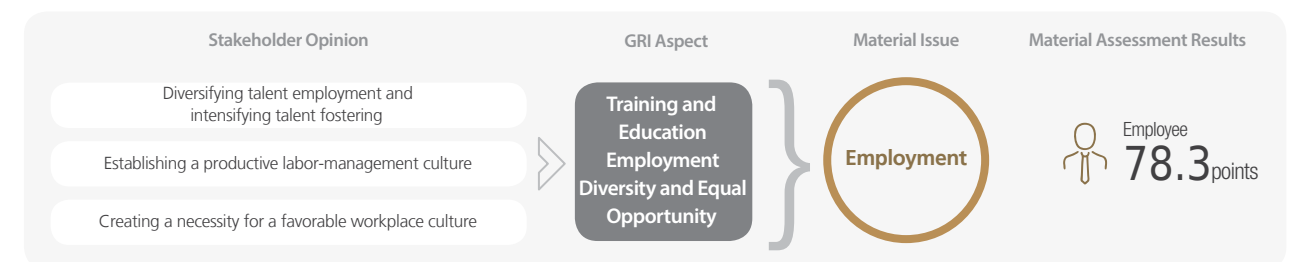 Stakeholder Opinion
GRI Aspect
Material Issue
Material Assessment Results
Diversifying talent employment and
intensifying talent fostering
Establishing a productive labor-management culture
Creating a necessity for a favorable workplace culture
Training and
Education
Employment
Diversity and Equal
Opportunity
Employment
Employee
78.3points